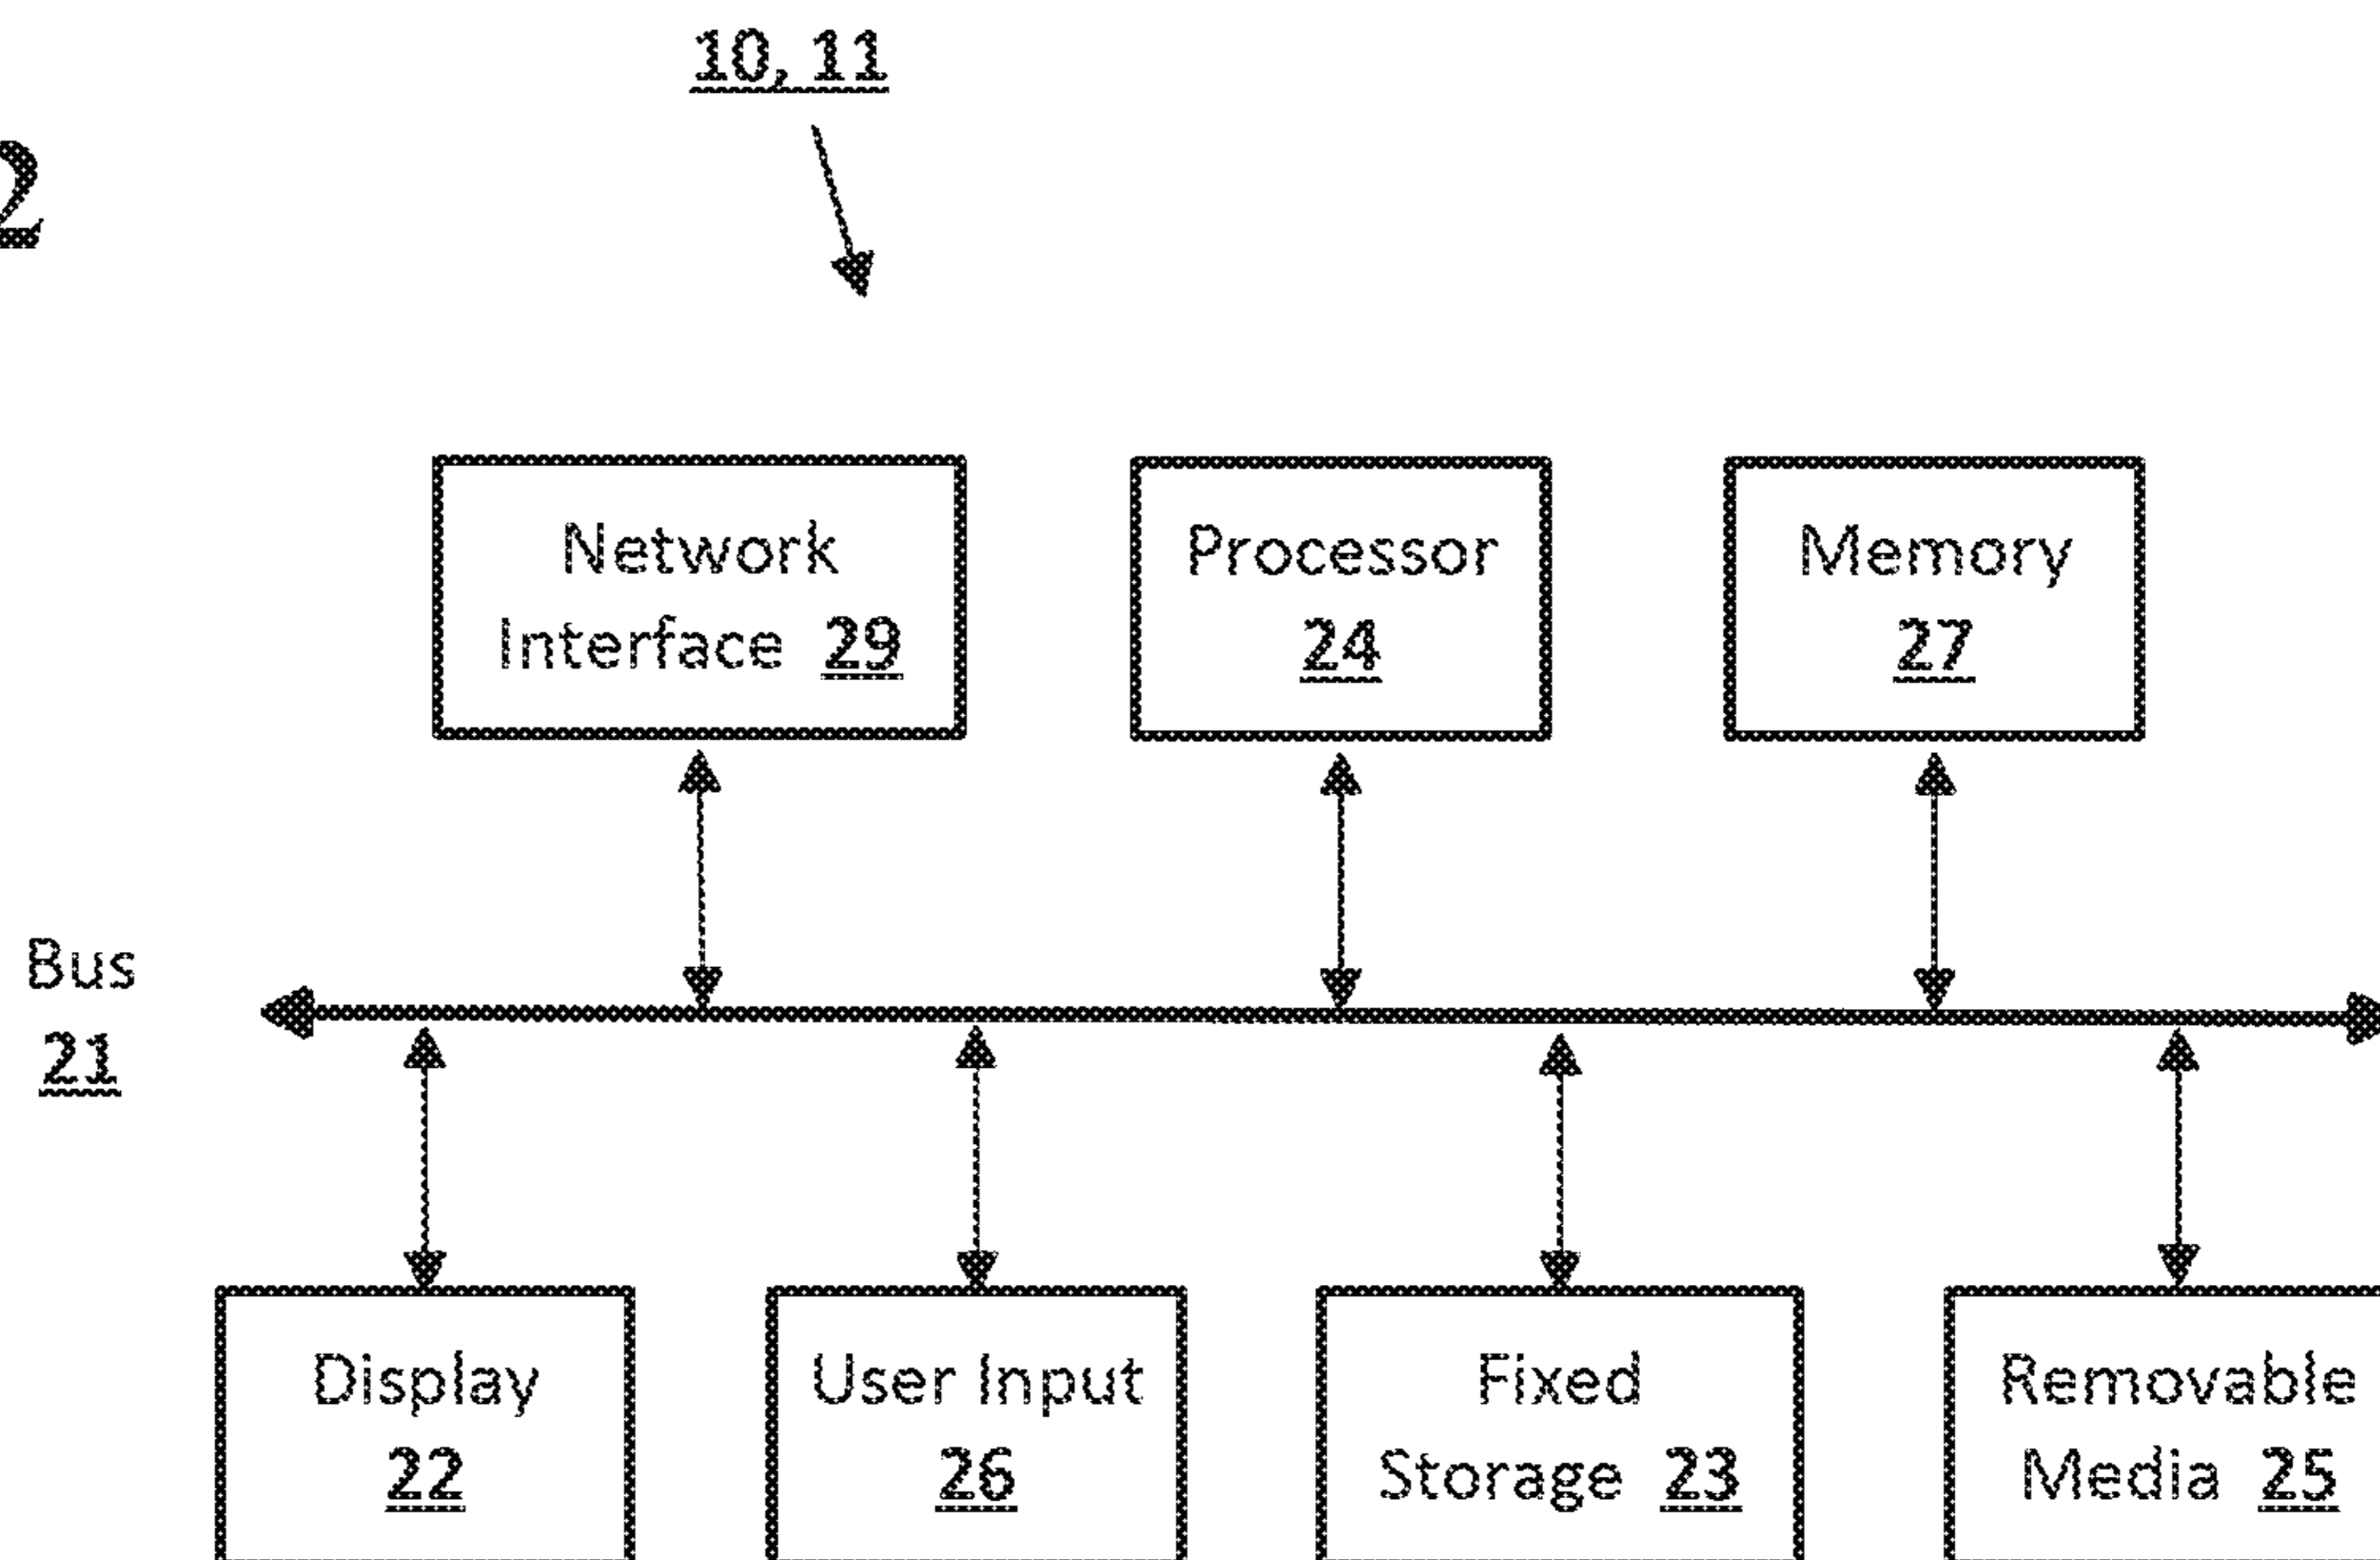 10, 11
2
Network
Interface 29
Processor
24
Memory
27
Bus
21
Display
22
User Input
26
Fixed
Storage 23
Removable
Media 25